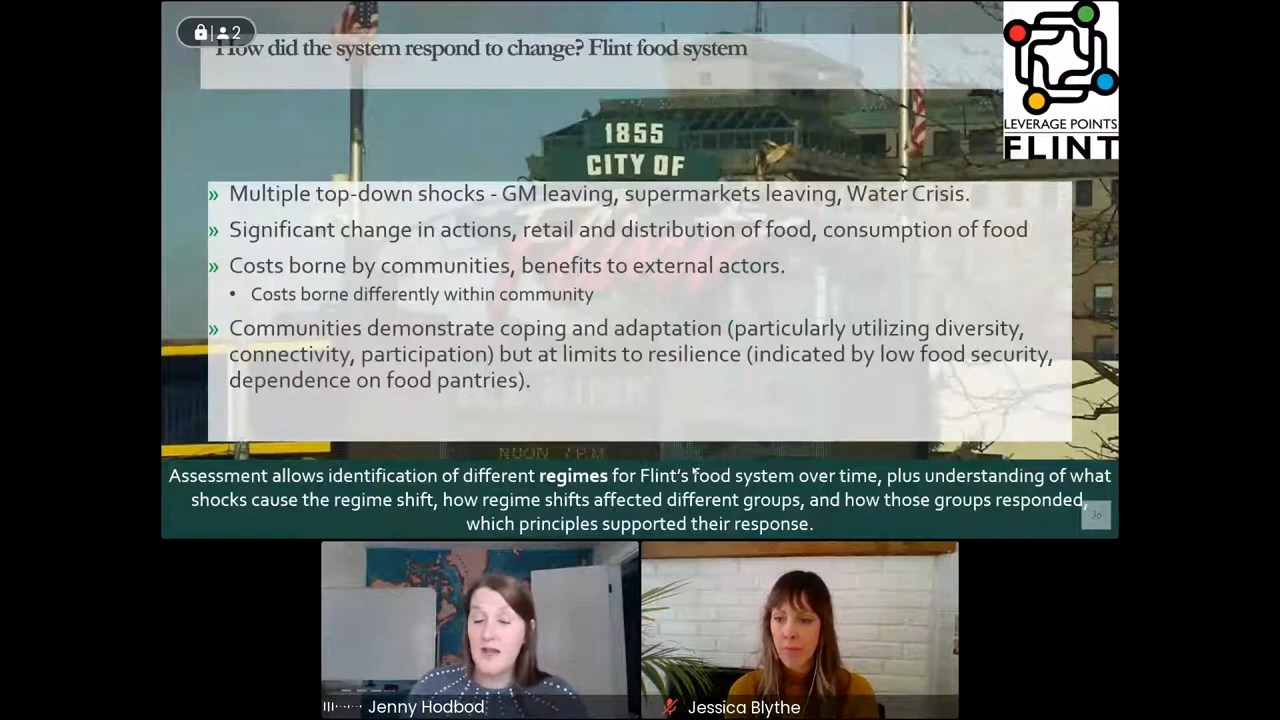 2
How did the system respond to change? Flint food system
LEVERAGE POINTS
FLINT
1855
CITY OF
» Multiple top-down shocks - GM leaving, supermarkets leaving, Water Crisis.
» Significant change in actions, retail and distribution of food, consumption of food
» Costs borne by communities, benefits to external actors.
• Costs borne differently within community
» Communities demonstrate coping and adaptation (particularly utilizing diversity,
connectivity, participation) but at limits to resilience (indicated by low food security,
dependence on food pantries).
NOON 7 PM
Assessment allows identification of different regimes for Flint's food system over time, plus understanding of what
shocks cause the regime shift, how regime shifts affected different groups, and how those groups responded,
which principles supported their response.
36
Jenny Hodbod
Jessica Blythe